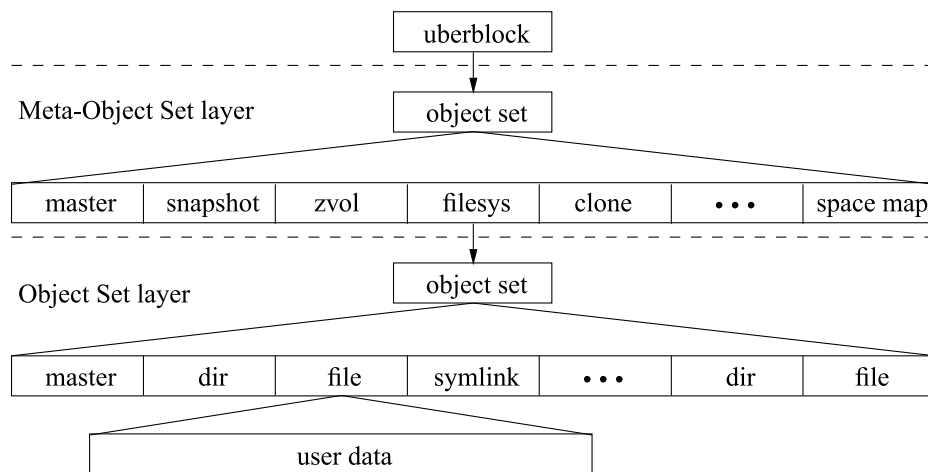 uberblock
Meta-Object Set layer
object set
master snapshot zvol filesys clone • • • space map
object set
Object Set layer
master dir file symlink • • • dir file
user data